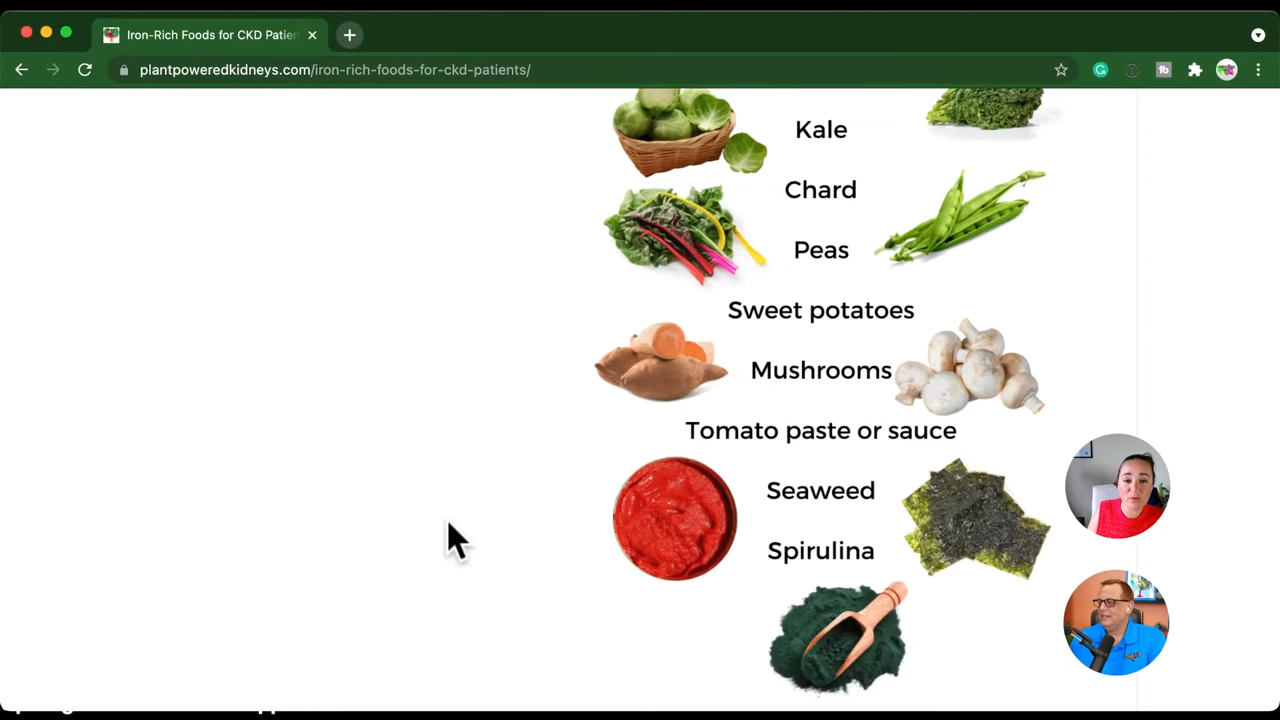 Iron-Rich Foods for CKD Patien
plantpoweredkidneys.com/iron-rich-foods-for-ckd-patients/
Kale
Chard
Peas
Sweet potatoes
Mushrooms
Tomato paste or sauce
Seaweed
Spirulina